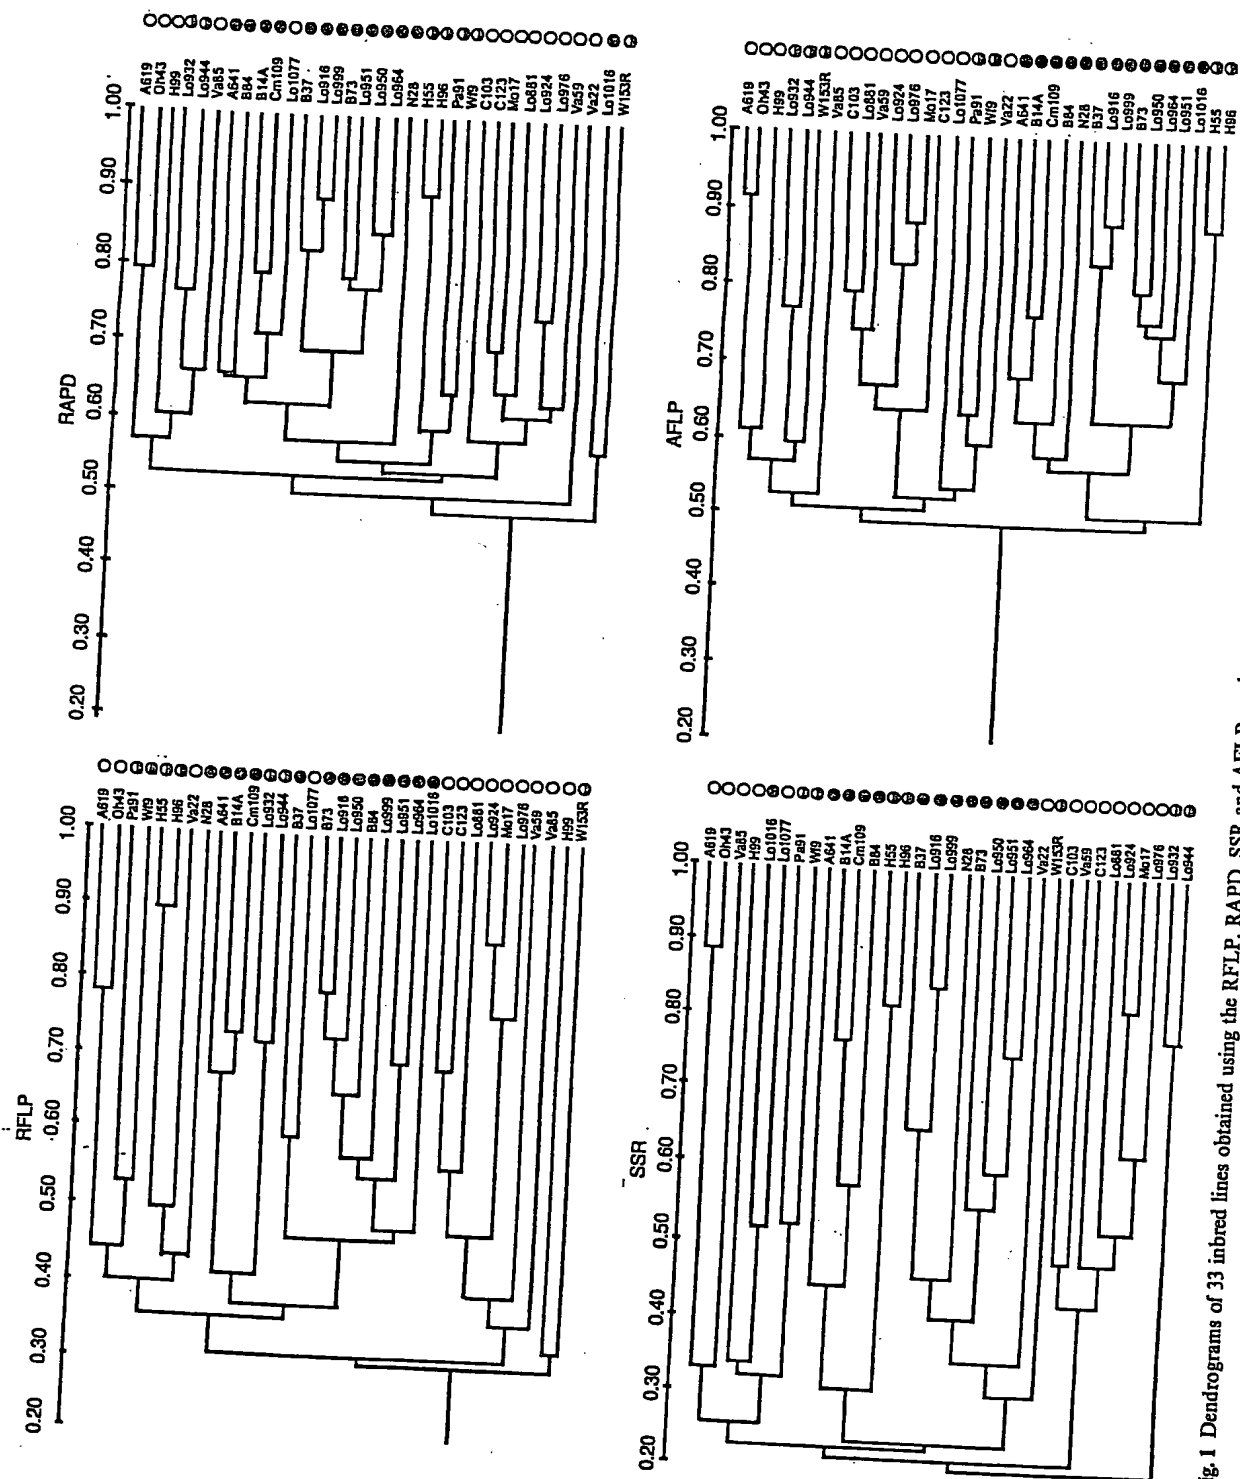 RAPD
1.00
0.90
0.80
0.70
0.60
0.50
0.40
0.30
0.20
A619
Oh43
H99
Lo932
Lo944
Va85
A641
B84
B14A
Cm109
Lo1077
B37
Lo916
Lo999
B73
Lo951
Lo950
Lo964
N28
H55
H96
Pa91
Wf9
C103
C123
Mo17
Lo881
Lo924
Lo976
Va59
Va22
Lo1016
W153R
AFLP
1.00
0.90
0.80
0.70
0.60
0.50
0.40
0.30
0.20
A619
Oh43
H99
Lo932
Lo944
W153R
Va85
C103
Lo881
Va59
Lo924
Lo976
Mo17
C123
Lo1077
Pa91
Wf9
Va22
A641
B14A
Cm109
B84
N28
B37
Lo916
Lo999
B73
Lo950
Lo964
Lo951
Lo1016
H55
H96
RFLP
1.00
0.90
0.80
0.70
0.60
0.50
0.40
0.30
0.20
A619
Oh43
Pa91
Wf9
H55
H96
Va22
N28
A641
B14A
Cm109
Lo932
Lo944
B37
Lo1077
B73
Lo916
Lo950
B84
Lo999
Lo951
Lo964
Lo1016
C103
C123
Lo881
Lo924
Mo17
Lo976
Va59
Va85
H99
W153R
SSR
1.00
0.90
0.80
0.70
0.60
0.50
0.40
0.30
0.20
A619
Oh43
Va85
H99
Lo1016
Lo1077
Pa91
Wf9
A641
B14A
Cm109
B84
H55
H96
B37
Lo916
Lo999
N28
B73
Lo950
Lo951
Lo964
Va22
W153R
C103
Va59
C123
Lo881
Lo924
Mo17
Lo976
Lo932
Lo944
ig. 1 Dendrograms of 33 inbred lines obtained using the RFLP, RAPD, SSR and AFLP